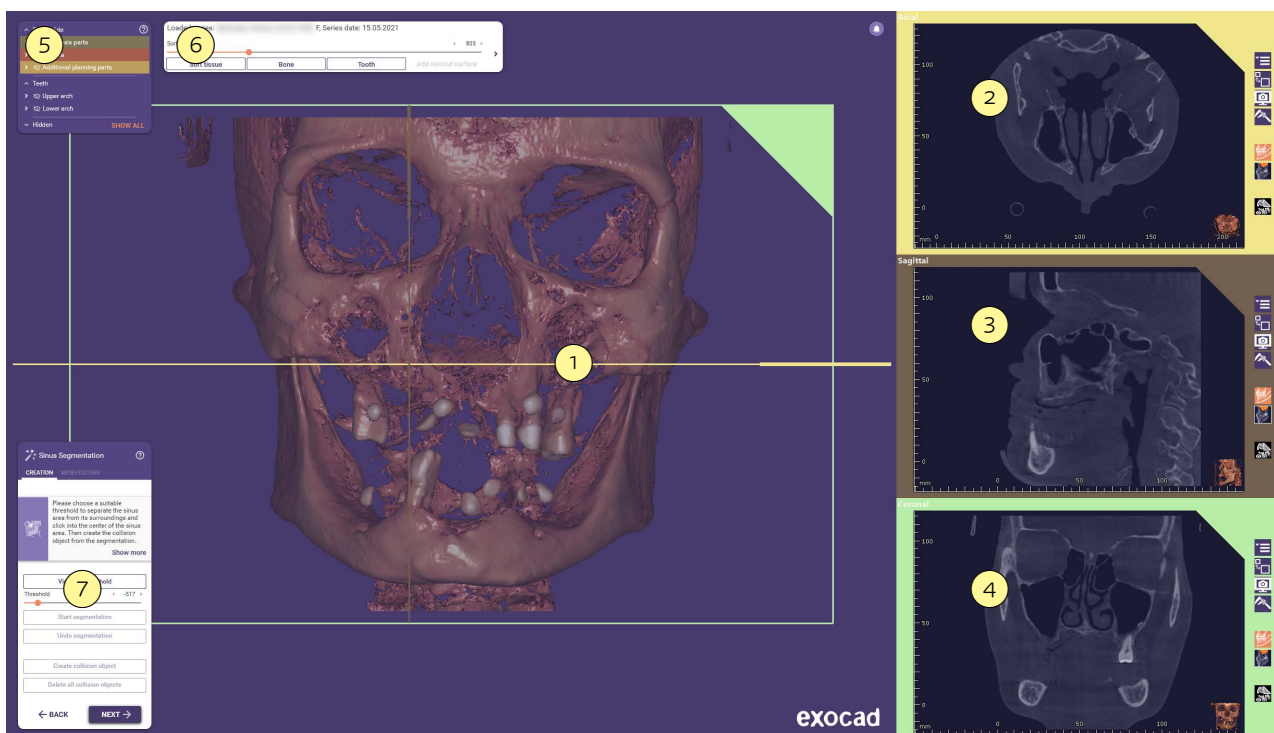 5
Additional planning parts
Teeth
Upper arch
Lower arch
Hidden
SHOW ALL
F, Series date: 15.05.2021
6
805
Bone
Tooth
Add second surface
Axial
2
100
50
0
mm
0
50
100
150
200
Sagittal
3
100
50
0
mm
0
50
100
1
Sinus Segmentation
CREATION
MESH EDITING
Please choose a suitable
threshold to separate the sinus
area from its surroundings and
click into the center of the sinus
area. Then create the collision
object from the segmentation.
Show more
7
Threshold
-517
Start segmentation
Undo segmentation
Create collision object
Delete all collision objects
BACK
NEXT
exocad
Coronal
4
100
50
0
mm
0
50
100